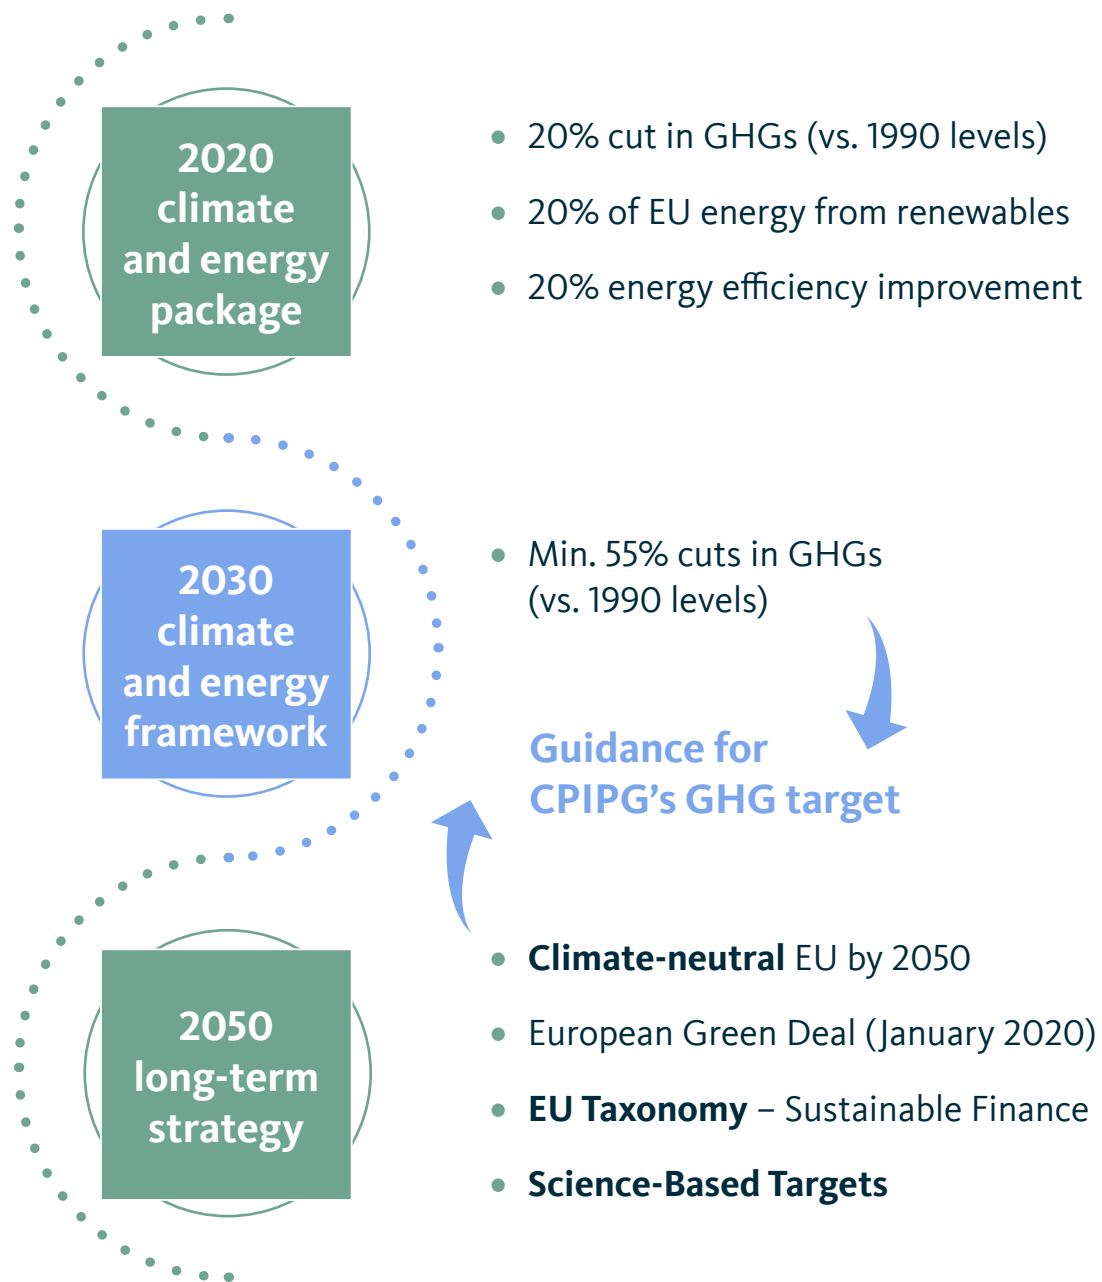 2020
climate
and energy
package
• 20% cut in GHGs (vs. 1990 levels)
• 20% of EU energy from renewables
• 20% energy efficiency improvement
2030
climate
and energy
framework
• Min. 55% cuts in GHGs
(vs. 1990 levels)
Guidance for
CPIPG's GHG target
2050
long-term
strategy
• Climate-neutral EU by 2050
• European Green Deal (January 2020)
• EU Taxonomy – Sustainable Finance
• Science-Based Targets